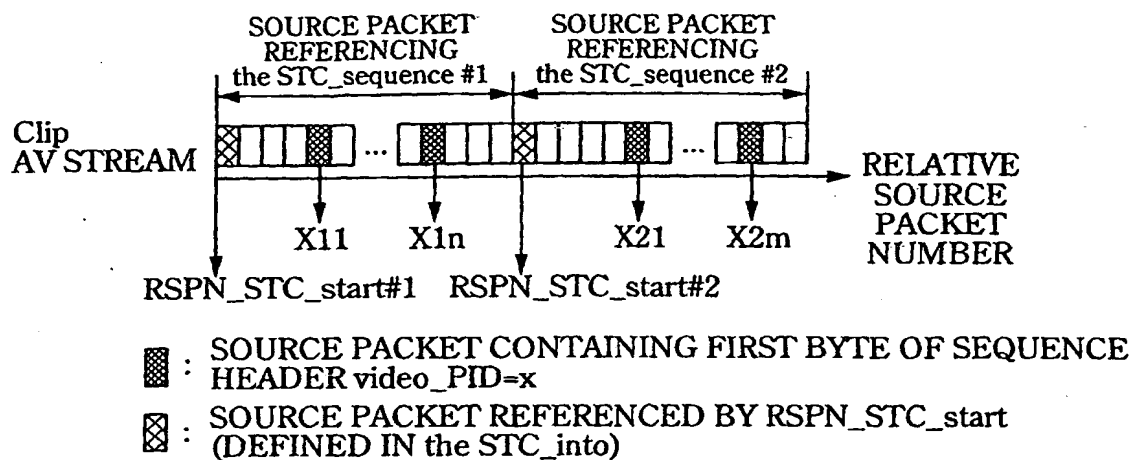 SOURCE PACKET
REFERENCING
the STC_sequence #1
SOURCE PACKET
REFERENCING
the STC_sequence #2
Clip
AV STREAM
...
...
RELATIVE
SOURCE
PACKET
NUMBER
X11
X1n
X21
X2m
RSPN_STC_start#1
RSPN_STC_start#2
: SOURCE PACKET CONTAINING FIRST BYTE OF SEQUENCE
HEADER video_PID=x
: SOURCE PACKET REFERENCED BY RSPN_STC_start
(DEFINED IN the STC_into)